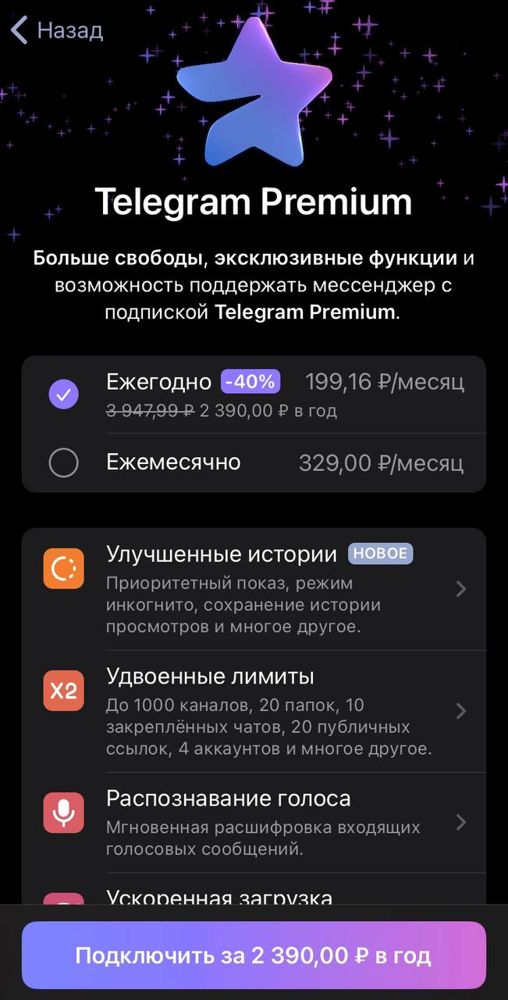 Назад
Telegram Premium
Больше свободы, эксклюзивные функции и
возможность поддержать мессенджер с
подпиской Telegram Premium.
Ежегодно -40% 199,16 ₽/месяц
3 947,99 ₽ 2 390,00 ₽ в год
Ежемесячно 329,00 ₽/месяц
Улучшенные истории НОВОЕ
Приоритетный показ, режим
инкогнито, сохранение истории
просмотров и многое другое.
X2 Удвоенные лимиты
До 1000 каналов, 20 папок, 10
закреплённых чатов, 20 публичных
ссылок, 4 аккаунтов и многое другое.
Распознавание голоса
Мгновенная расшифровка входящих
голосовых сообщений.
Ускоренная загрузка
Подключить за 2 390,00 ₽ в год